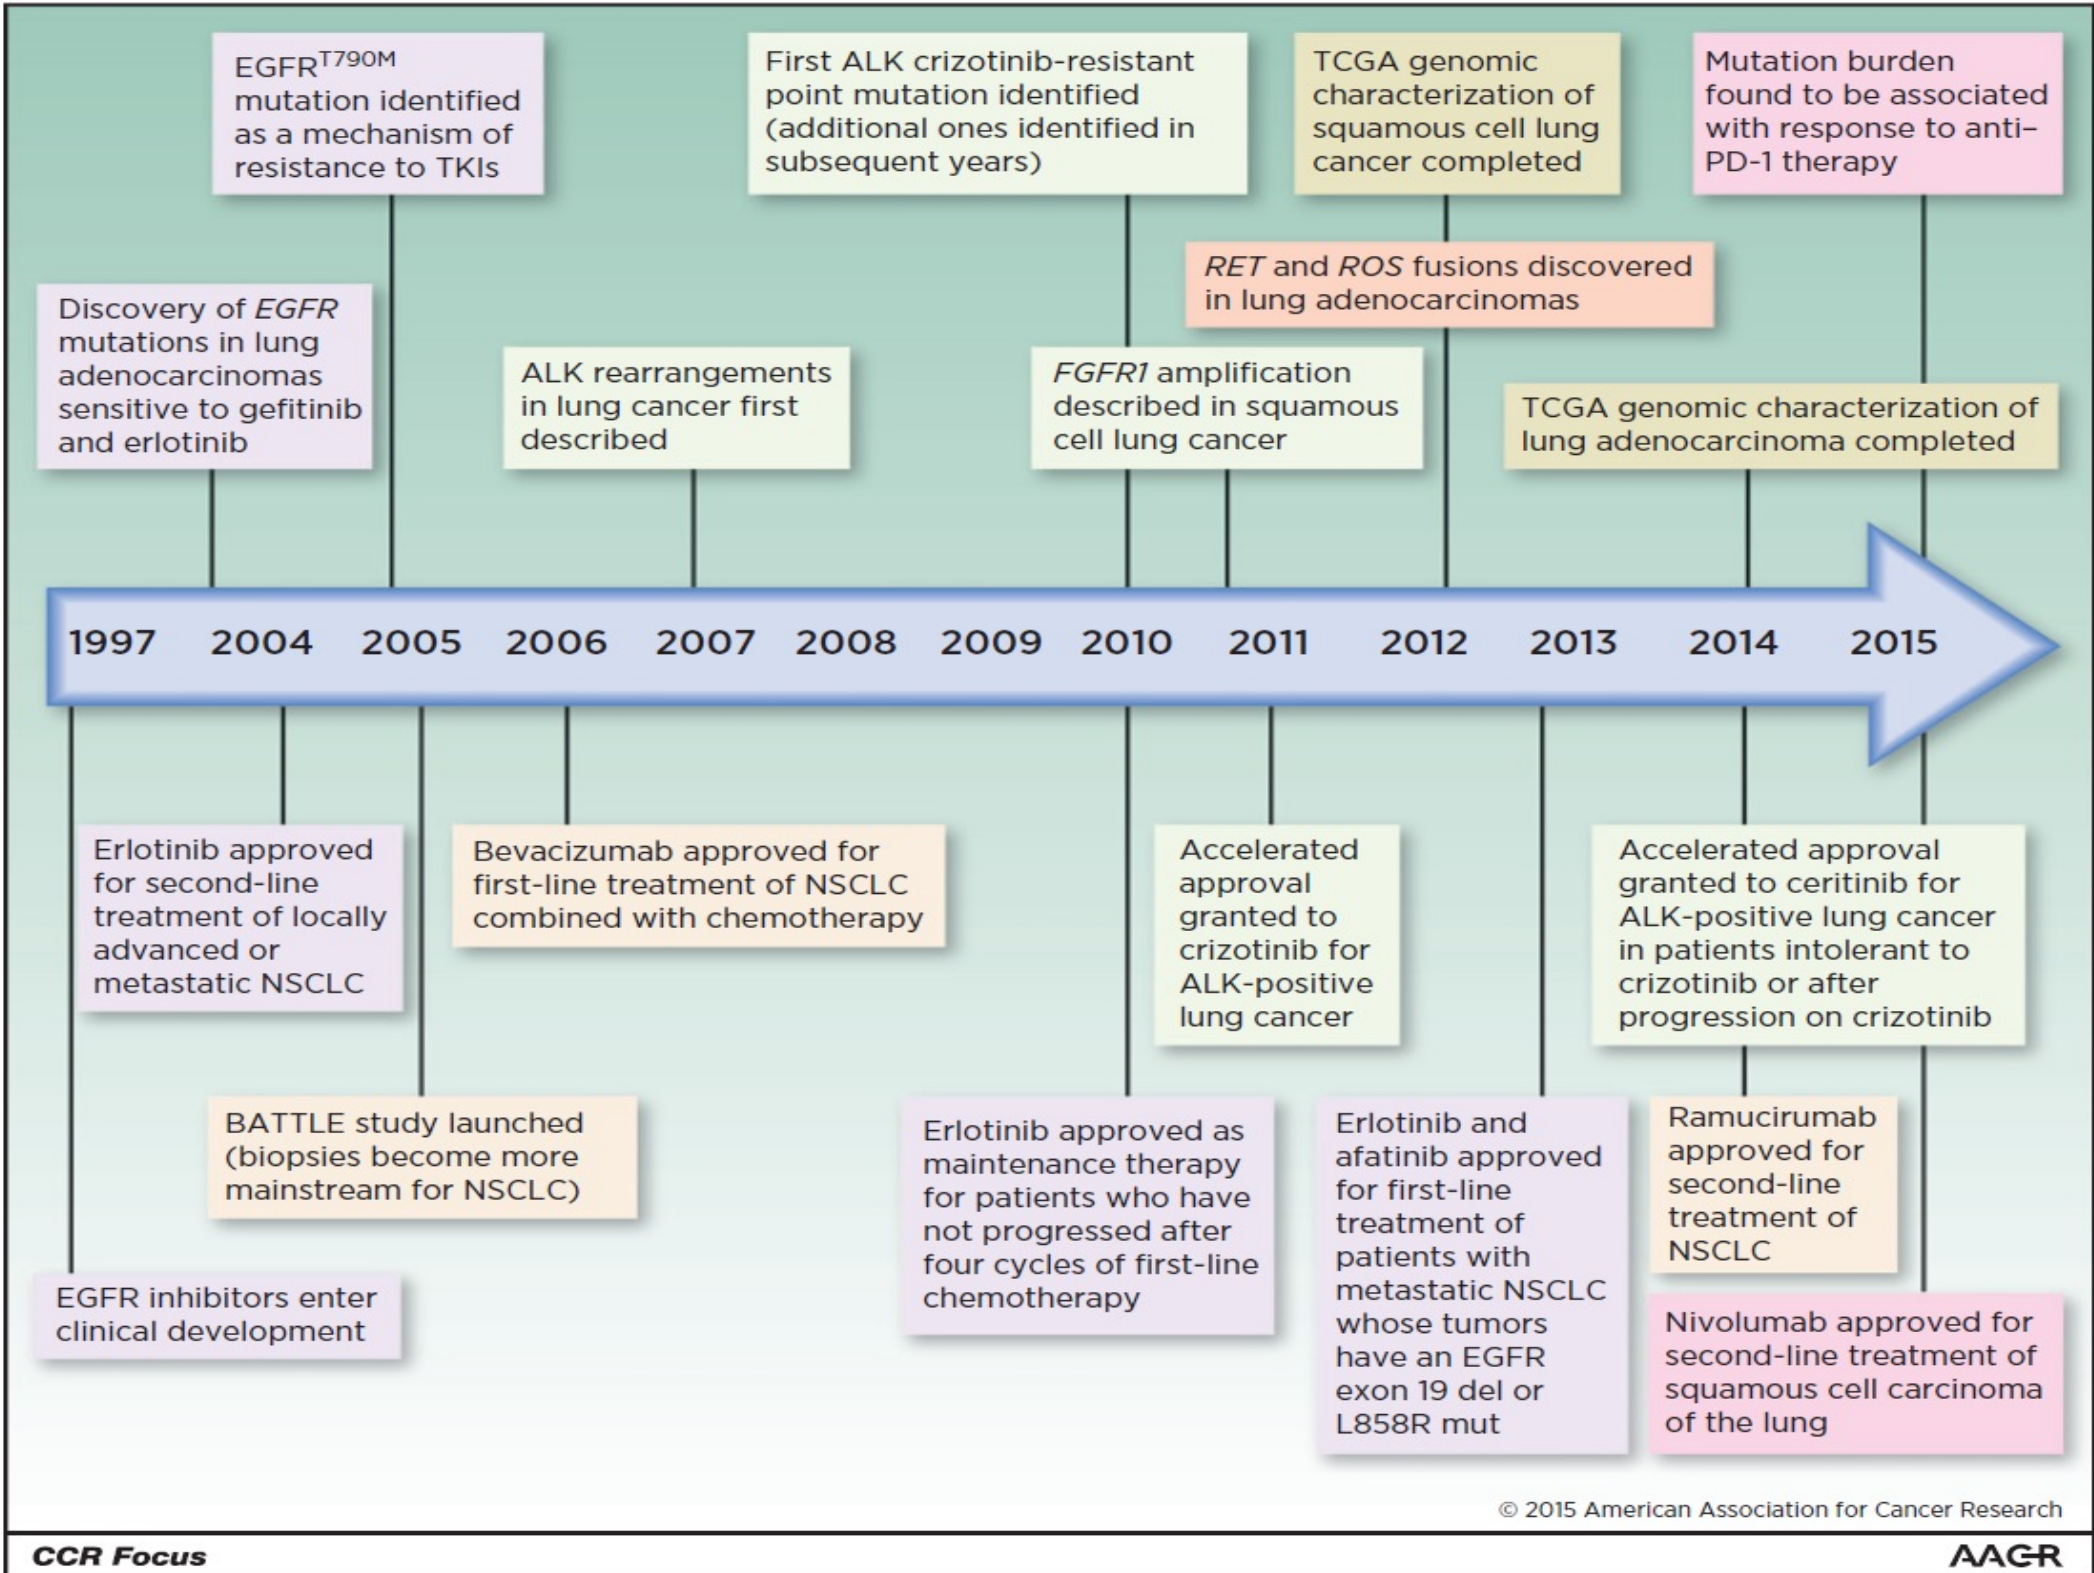 EGFRT790M
mutation identified
as a mechanism of
resistance to TKIs
First ALK crizotinib-resistant
point mutation identified
(additional ones identified in
subsequent years)
TCGA genomic
characterization of
squamous cell lung
cancer completed
Mutation burden
found to be associated
with response to anti–
PD-1 therapy
RET and ROS fusions discovered
in lung adenocarcinomas
Discovery of EGFR
mutations in lung
adenocarcinomas
sensitive to gefitinib
and erlotinib
ALK rearrangements
in lung cancer first
described
FGFR1 amplification
described in squamous
cell lung cancer
TCGA genomic characterization of
lung adenocarcinoma completed
1997 2004 2005 2006 2007 2008 2009 2010 2011 2012 2013 2014 2015
Erlotinib approved
for second-line
treatment of locally
advanced or
metastatic NSCLC
Bevacizumab approved for
first-line treatment of NSCLC
combined with chemotherapy
Accelerated
approval
granted to
crizotinib for
ALK-positive
lung cancer
Accelerated approval
granted to ceritinib for
ALK-positive lung cancer
in patients intolerant to
crizotinib or after
progression on crizotinib
BATTLE study launched
(biopsies become more
mainstream for NSCLC)
Erlotinib approved as
maintenance therapy
for patients who have
not progressed after
four cycles of first-line
chemotherapy
Erlotinib and
afatinib approved
for first-line
treatment of
patients with
metastatic NSCLC
whose tumors
have an EGFR
exon 19 del or
L858R mut
Ramucirumab
approved for
second-line
treatment of
NSCLC
EGFR inhibitors enter
clinical development
Nivolumab approved for
second-line treatment of
squamous cell carcinoma
of the lung
© 2015 American Association for Cancer Research
CCR Focus
AACR